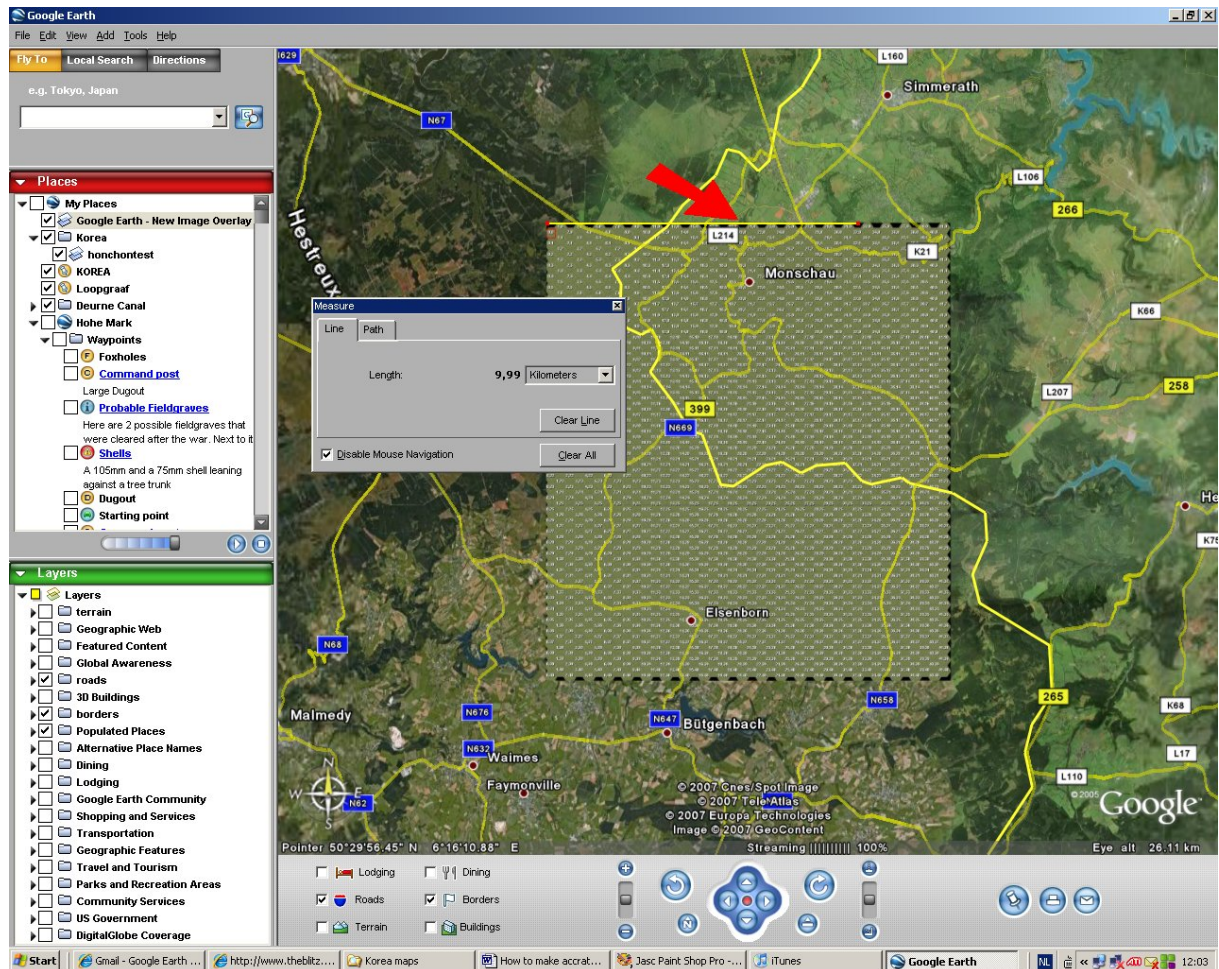 Google Earth
File Edit View Add Tools Help
Fly To Local Search Directions
e.g. Tokyo, Japan
Places
My Places
Google Earth - New Image Overlay
Korea
honchontest
KOREA
Loopgraaf
Deurne Canal
Hohe Mark
Waypoints
Foxholes
Command post
Large Dugout
Probable Fieldgraves
Here are 2 possible fieldgraves that
were cleared after the war. Next to it
Shells
A 105mm and a 75mm shell leaning
against a tree trunk
Dugout
Starting point
Layers
Layers
terrain
Geographic Web
Featured Content
Global Awareness
roads
3D Buildings
borders
Populated Places
Alternative Place Names
Dining
Lodging
Google Earth Community
Shopping and Services
Transportation
Geographic Features
Travel and Tourism
Parks and Recreation Areas
Community Services
US Government
DigitalGlobe Coverage
L160
Simmerath
N67
L106
266
Hestreux
L214
K21
Monschau
Measure
Line Path
Length: 9,99 Kilometers
Clear Line
Disable Mouse Navigation Clear All
K66
258
L207
399
N669
He
Elsenborn
N68
N658
265
K68
Malmedy
N676
N647
Bütgenbach
N632
Waimes
L17
Faymonville
L110
N
W E
S
N62
© 2007 Cnes/Spot Image
© 2007 TeleAtlas
© 2007 Europa Technologies
Image © 2007 GeoContent
©2005 Google
Pointer 50°29'56,45" N 6°16'10.88" E
Streaming |||||||||| 100%
Eye alt 26.11 km
Lodging Dining
Roads Borders
Terrain Buildings
N
Start
Gmail - Google Earth ...
http://www.theblitz....
Korea maps
How to make accrat...
Jasc Paint Shop Pro -...
iTunes
Google Earth
NL
12:03